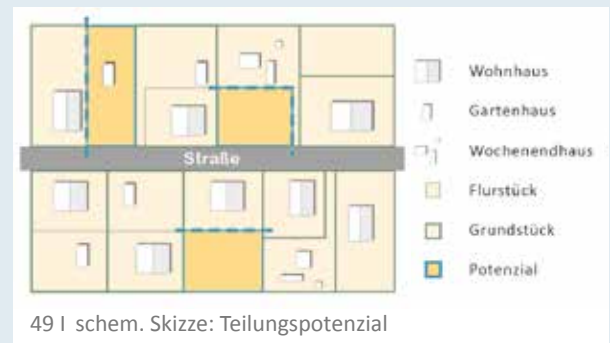 Wohnhaus
Gartenhaus
Straße
Wochenendhaus
Flurstück
Grundstück
Potenzial
49 I schem. Skizze: Teilungspotenzial